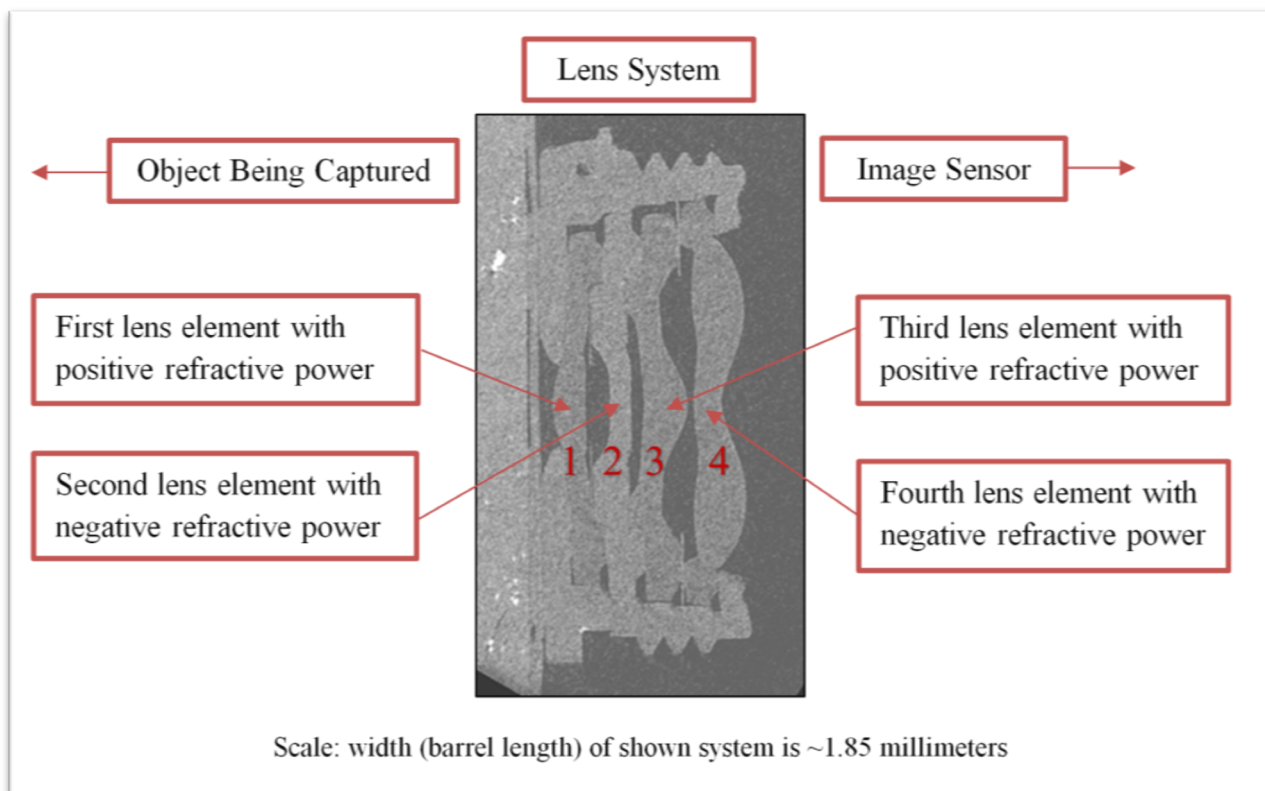 Lens System
Object Being Captured
Image Sensor
First lens element with
positive refractive power
Third lens element with
positive refractive power
1 2 3 4
Second lens element with
negative refractive power
Fourth lens element with
negative refractive power
Scale: width (barrel length) of shown system is ~1.85 millimeters